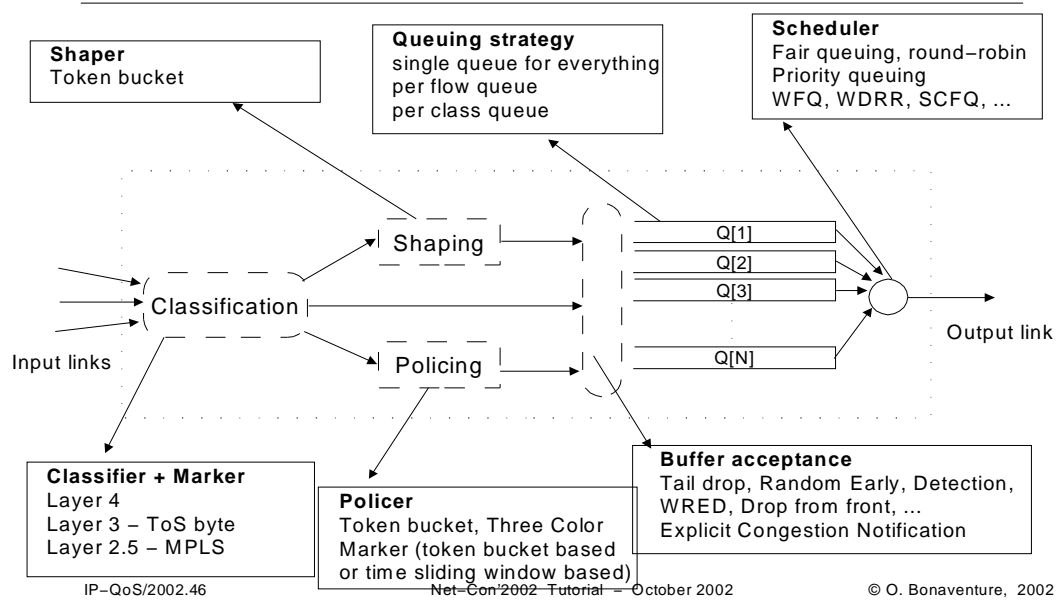 Shaper
Token bucket
Queuing strategy
single queue for everything
per flow queue
per class queue
Scheduler
Fair queuing, round−robin
Priority queuing
WFQ, WDRR, SCFQ, ...
Shaping
Classification
Policing
Q[1]
Q[2]
Q[3]
Q[N]
Input links
Output link
Classifier + Marker
Layer 4
Layer 3 − ToS byte
Layer 2.5 − MPLS
Policer
Token bucket, Three Color
Marker (token bucket based
or time sliding window based)
Buffer acceptance
Tail drop, Random Early, Detection,
WRED, Drop from front, ...
Explicit Congestion Notification
IP−QoS/2002.46
Net−Con'2002 Tutorial − October 2002
© O. Bonaventure, 2002